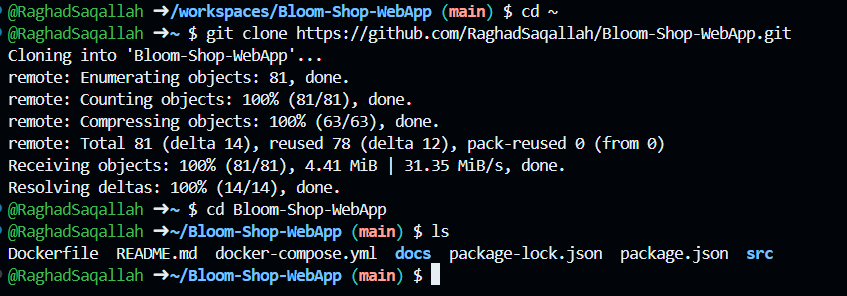 @RaghadSaqallah ➜/workspaces/Bloom-Shop-WebApp (main) $ cd ~
@RaghadSaqallah ➜~ $ git clone https://github.com/RaghadSaqallah/Bloom-Shop-WebApp.git
Cloning into 'Bloom-Shop-WebApp'...
remote: Enumerating objects: 81, done.
remote: Counting objects: 100% (81/81), done.
remote: Compressing objects: 100% (63/63), done.
remote: Total 81 (delta 14), reused 78 (delta 12), pack-reused 0 (from 0)
Receiving objects: 100% (81/81), 4.41 MiB | 31.35 MiB/s, done.
Resolving deltas: 100% (14/14), done.
@RaghadSaqallah ➜~ $ cd Bloom-Shop-WebApp
@RaghadSaqallah ➜~/Bloom-Shop-WebApp (main) $ ls
Dockerfile  README.md  docker-compose.yml  docs  package-lock.json  package.json  src
@RaghadSaqallah ➜~/Bloom-Shop-WebApp (main) $